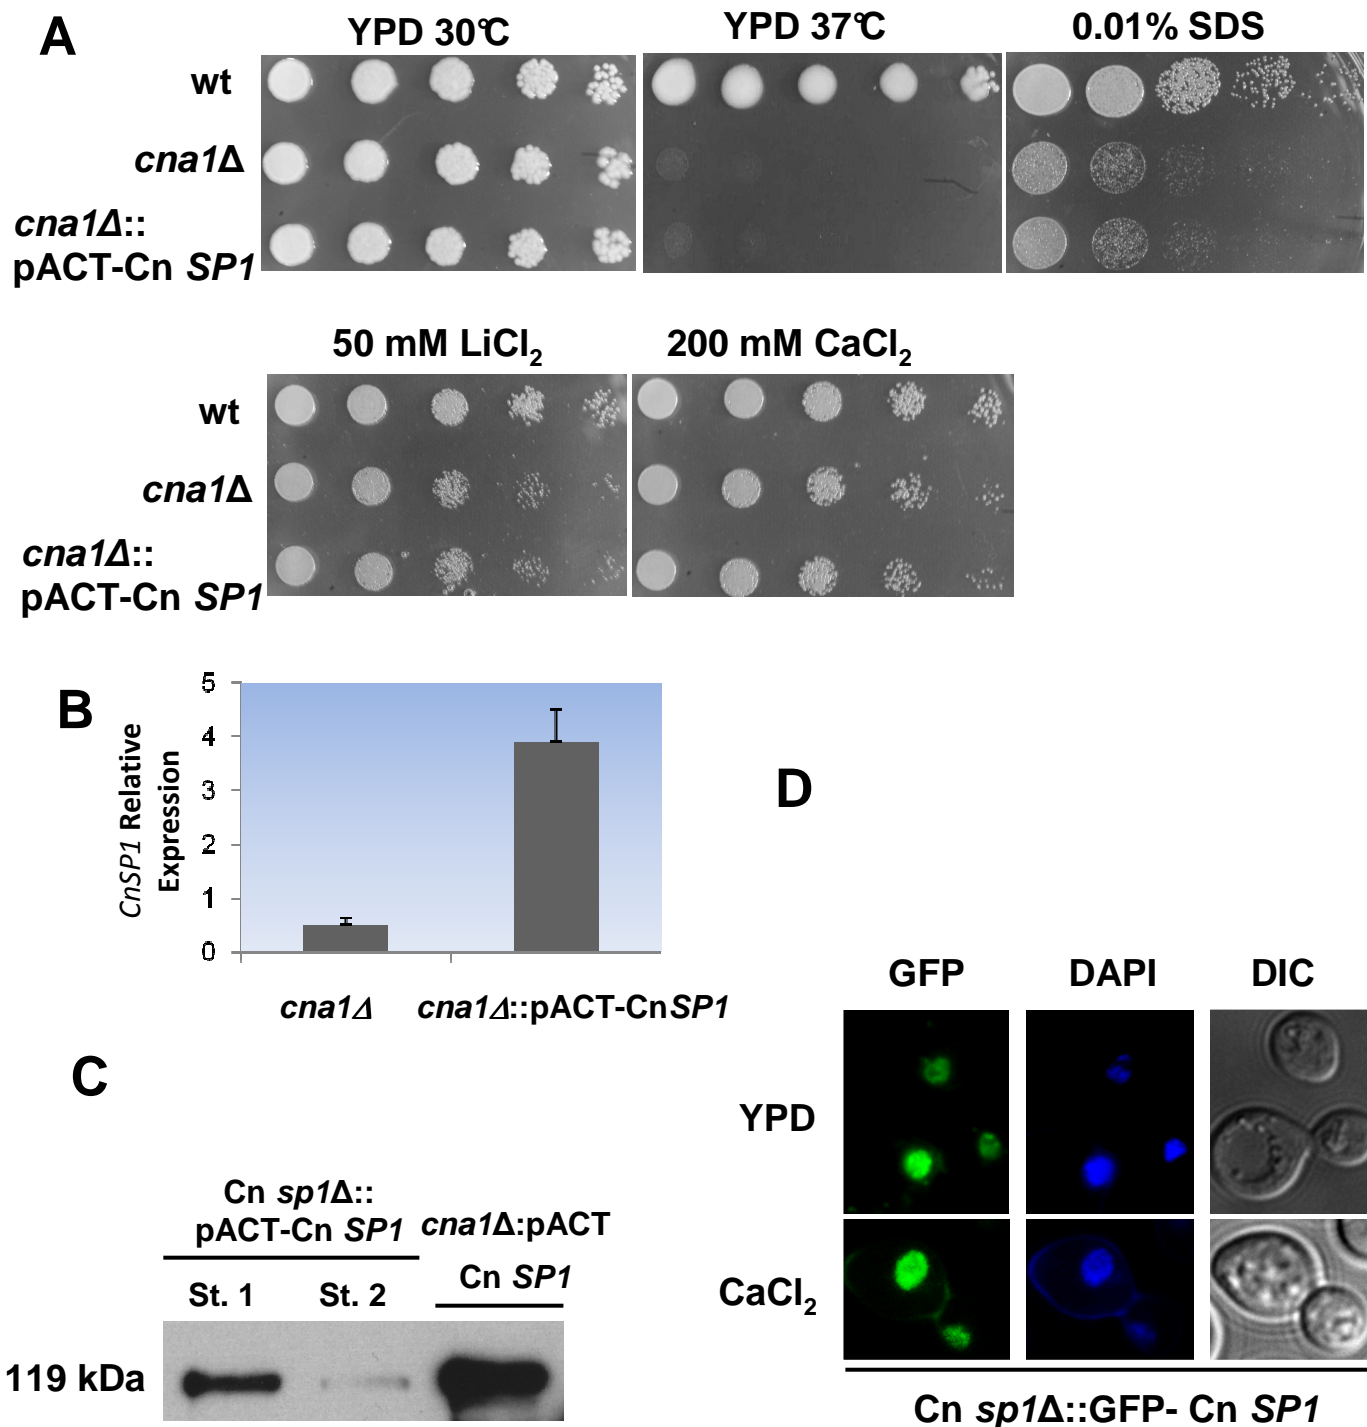 A
YPD 30°C
YPD 37°C
0.01% SDS
wt
cna1Δ
cna1Δ::
pACT-Cn SP1
50 mM LiCl2
200 mM CaCl2
wt
cna1Δ
cna1Δ::
pACT-Cn SP1
B
CnSP1 Relative
Expression
5
4
3
2
1
0
cna1Δ
cna1Δ::pACT-CnSP1
C
Cn sp1Δ::
pACT-Cn SP1
cna1Δ:pACT
Cn SP1
St. 1
St. 2
119 kDa
D
GFP
DAPI
DIC
YPD
CaCl2
Cn sp1Δ::GFP- Cn SP1